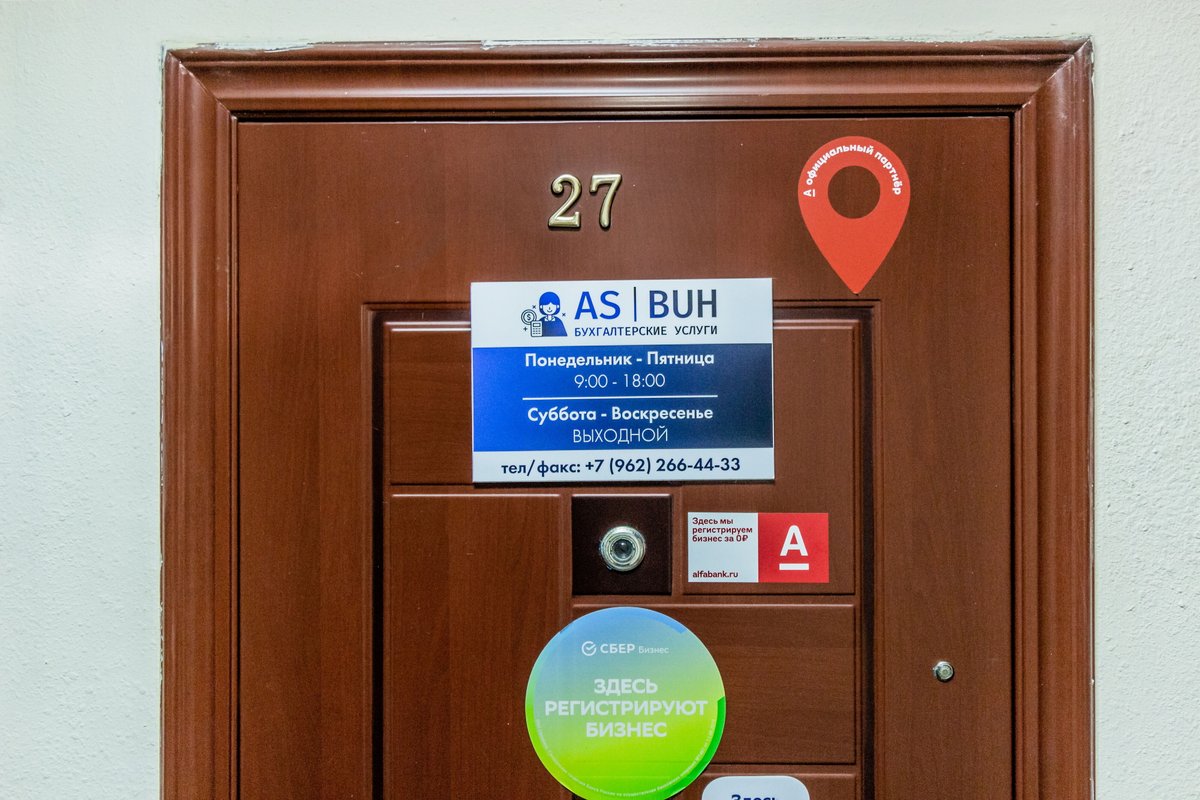 27
А официальный партнёр
AS | BUH
БУХГАЛТЕРСКИЕ УСЛУГИ
Понедельник - Пятница
9:00 - 18:00
Суббота - Воскресенье
ВЫХОДНОЙ
тел/факс: +7 (962) 266-44-33
Здесь мы
регистрируем
бизнес за 0₽
alfabank.ru
А
СБЕР Бизнес
ЗДЕСЬ
РЕГИСТРИРУЮТ
БИЗНЕС
Здесь